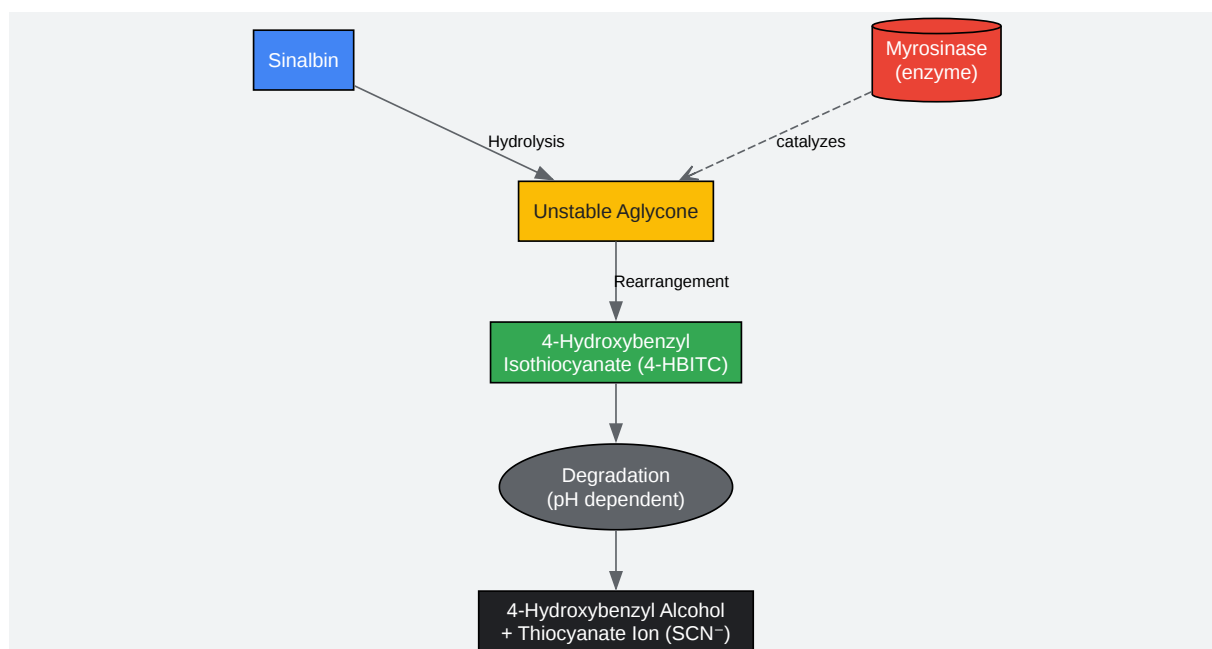 Sinalbin
Myrosinase
(enzyme)
Hydrolysis
catalyzes
Unstable Aglycone
Rearrangement
4-Hydroxybenzyl
Isothiocyanate (4-HBITC)
Degradation
(pH dependent)
4-Hydroxybenzyl Alcohol
+ Thiocyanate Ion (SCN⁻)